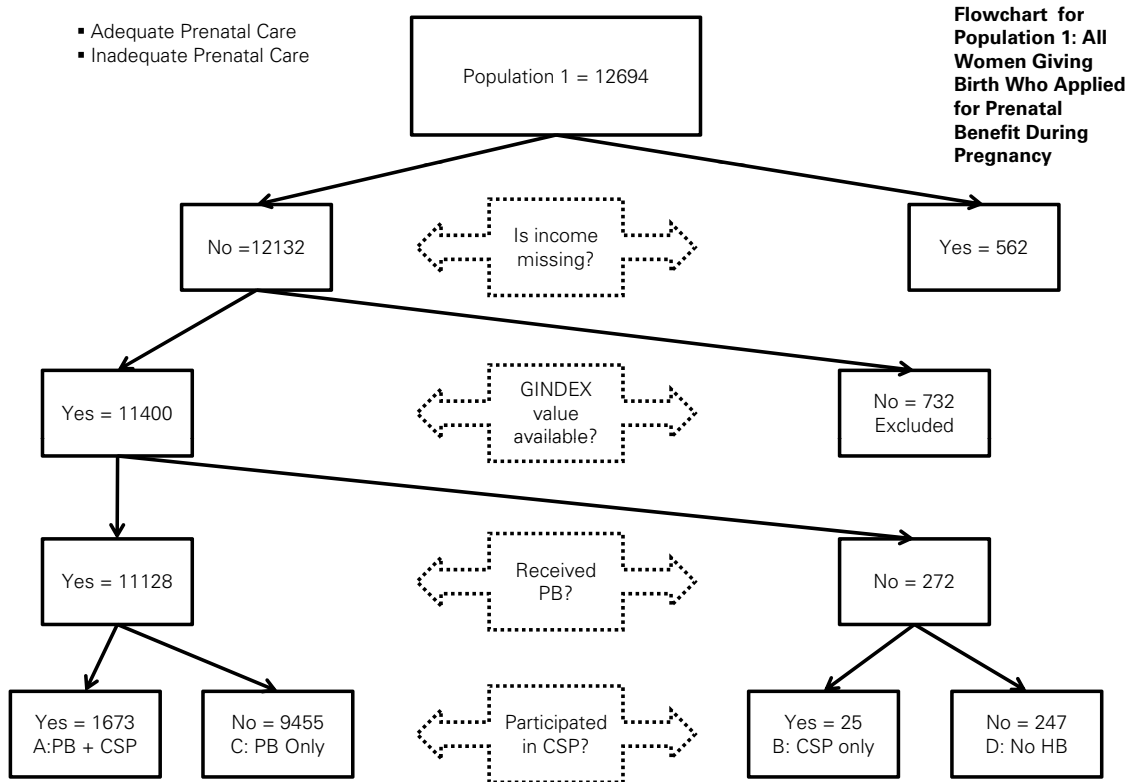 ▪ Adequate Prenatal Care
▪ Inadequate Prenatal Care
Flowchart for
Population 1: All
Women Giving
Birth Who Applied
for Prenatal
Benefit During
Pregnancy
Population 1 = 12694
No =12132
Is income
missing?
Yes = 562
Yes = 11400
GINDEX
value
available?
No = 732
Excluded
Yes = 11128
Received
PB?
No = 272
Yes = 1673
A:PB + CSP
No = 9455
C: PB Only
Participated
in CSP?
Yes = 25
B: CSP only
No = 247
D: No HB